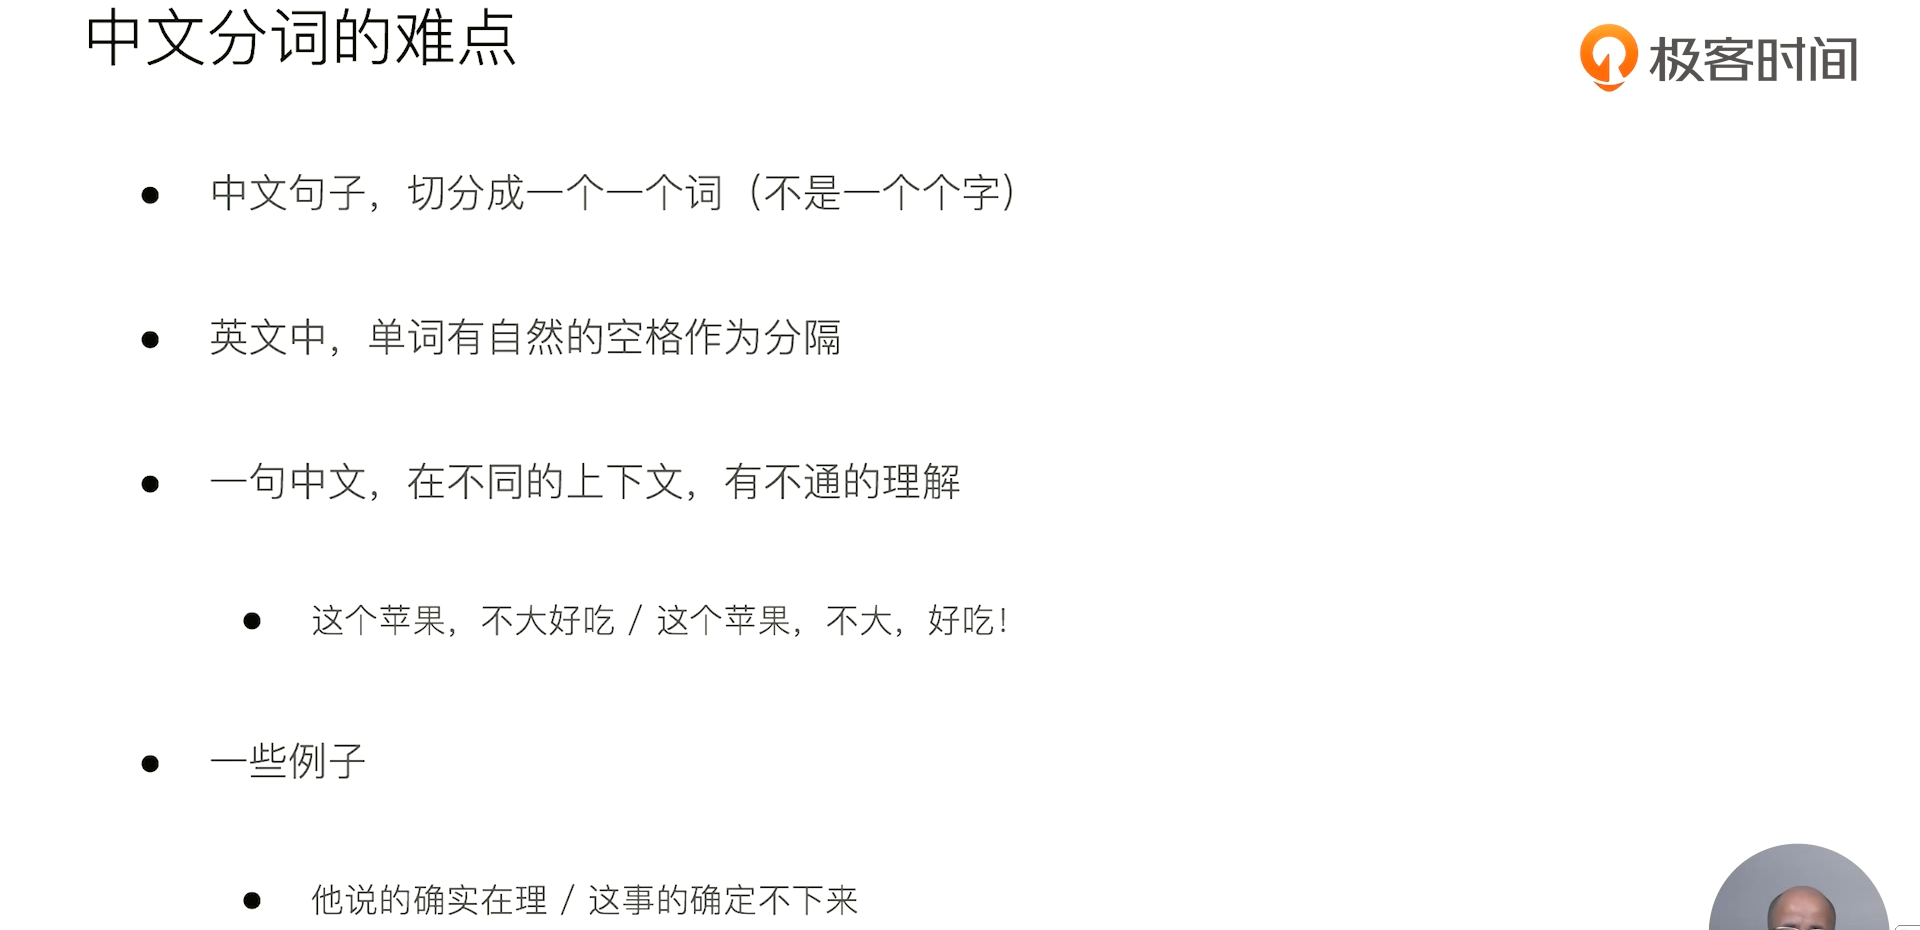 中文分词的难点
极客时间
中文句子，切分成一个一个词（不是一个个字）
英文中，单词有自然的空格作为分隔
一句中文，在不同的上下文，有不通的理解
这个苹果，不大好吃 / 这个苹果，不大，好吃！
一些例子
他说的确实在理 / 这事的确定不下来